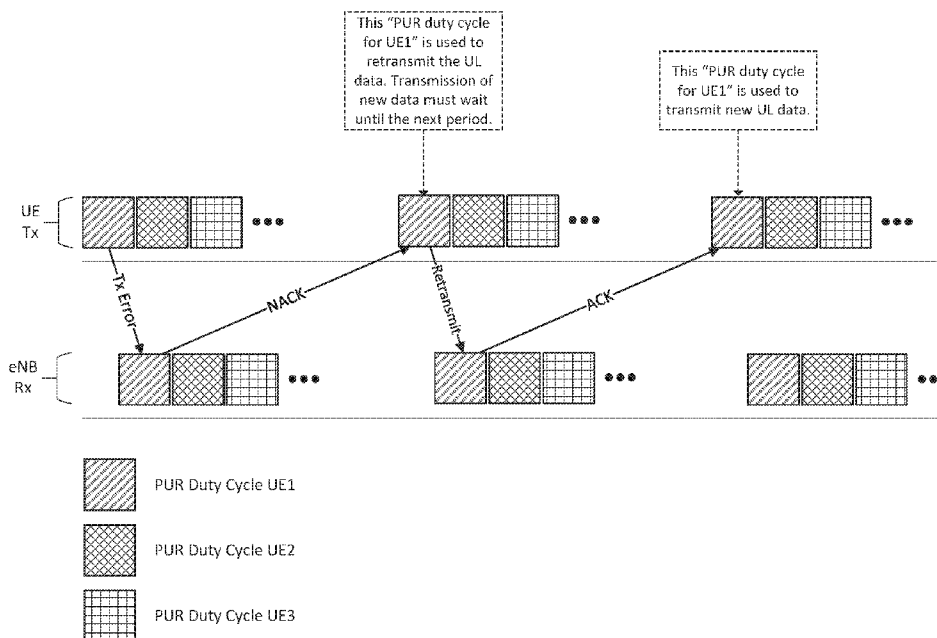 This “PUR duty cycle
for UE1” is used to
retransmit the UL
data. Transmission of
new data must wait
until the next period.
This “PUR duty cycle
for UE1” is used to
transmit new UL data.
UE
Tx
Tx Error
NACK
Retransmit
ACK
eNB
Rx
PUR Duty Cycle UE1
PUR Duty Cycle UE2
PUR Duty Cycle UE3